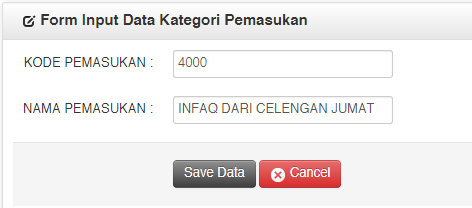 Form Input Data Kategori Pemasukan
KODE PEMASUKAN : 4000
NAMA PEMASUKAN : INFAQ DARI CELENGAN JUMAT
Save Data Cancel